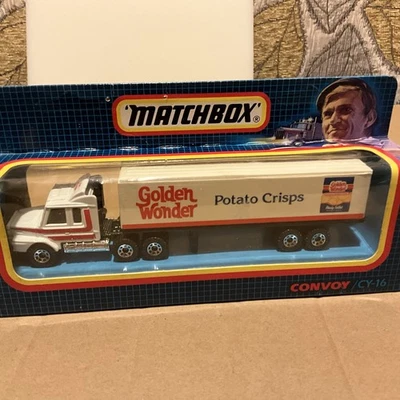 'MATCHBOX'®
Golden
Wonder
Potato Crisps
CONVOY / CY-16